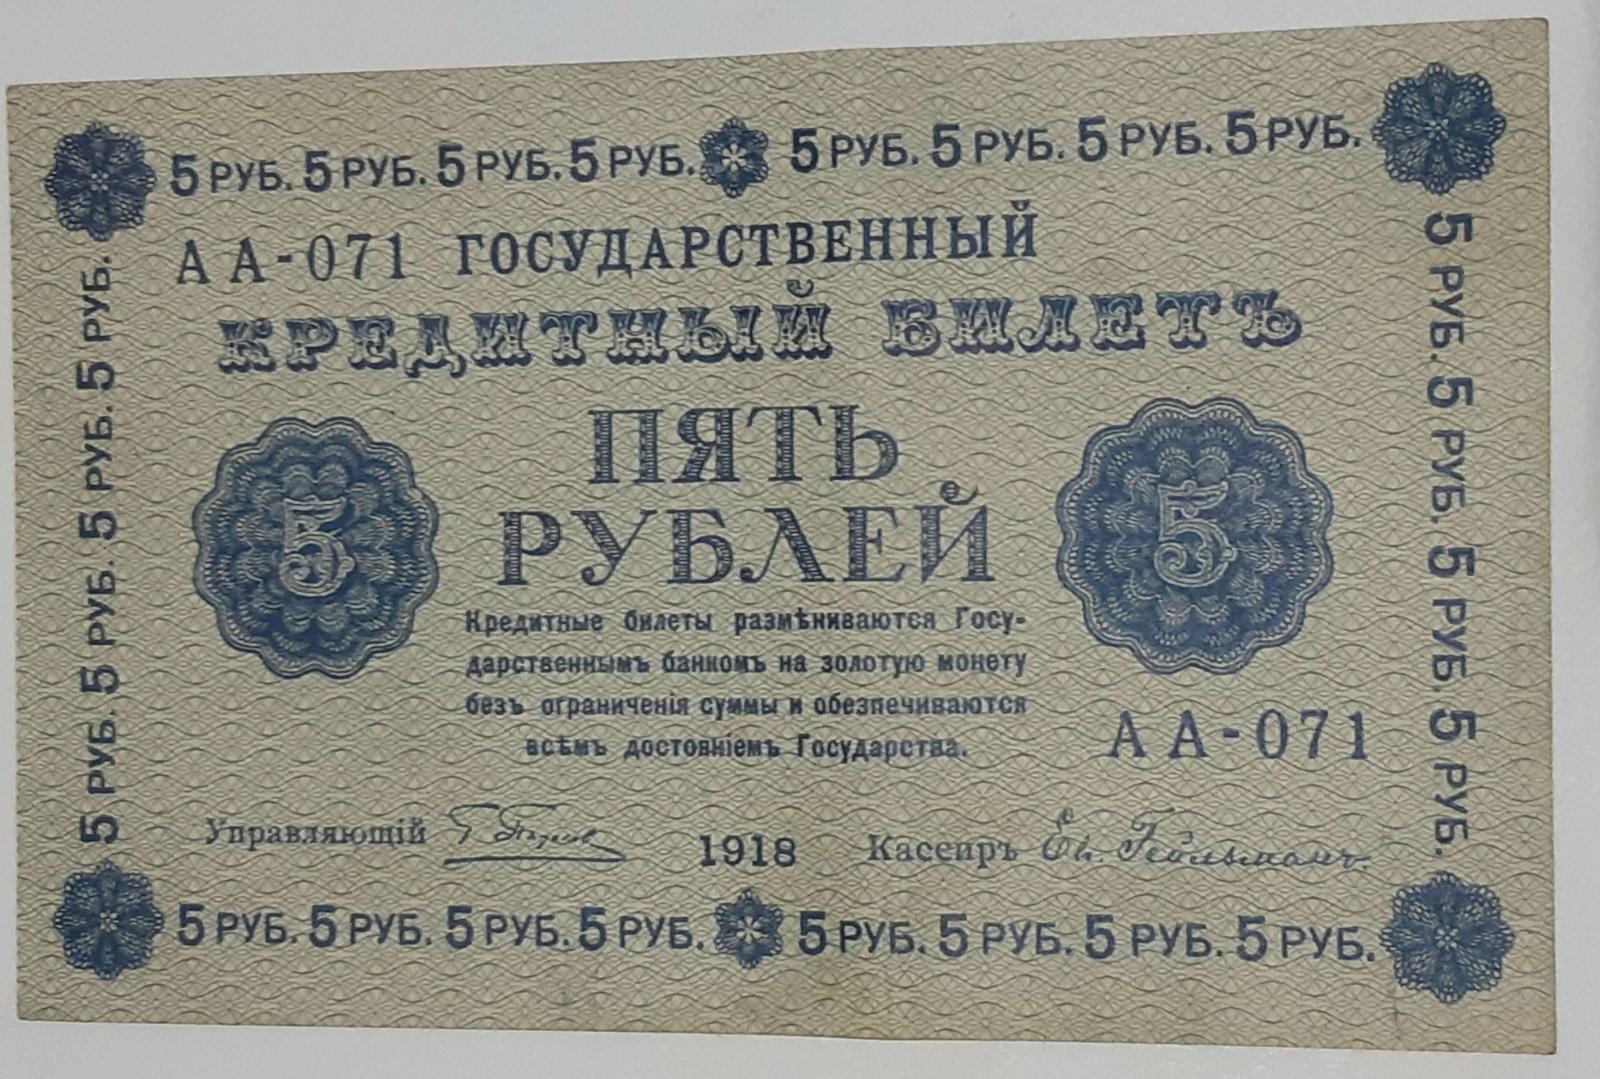 5 РУБ. 5 РУБ. 5 РУБ. 5 РУБ. 5 РУБ. 5 РУБ. 5 РУБ. 5 РУБ.
АА-071 ГОСУДАРСТВЕННЫЙ
КРЕДИТНЫЙ БИЛЕТЪ
ПЯТЬ
РУБЛЕЙ
5
5
Кредитные билеты размѣниваются Госу-
дарственнымъ банкомъ на золотую монету
безъ ограниченія суммы и обезпечиваются
всѣмъ достояніемъ Государства.
АА-071
Управляющій
1918
Кассиръ Ев. Гейльманъ.
5 РУБ. 5 РУБ. 5 РУБ. 5 РУБ.
5 РУБ. 5 РУБ. 5 РУБ. 5 РУБ.
5 РУБ. 5 РУБ. 5 РУБ. 5 РУБ. 5 РУБ. 5 РУБ. 5 РУБ. 5 РУБ.